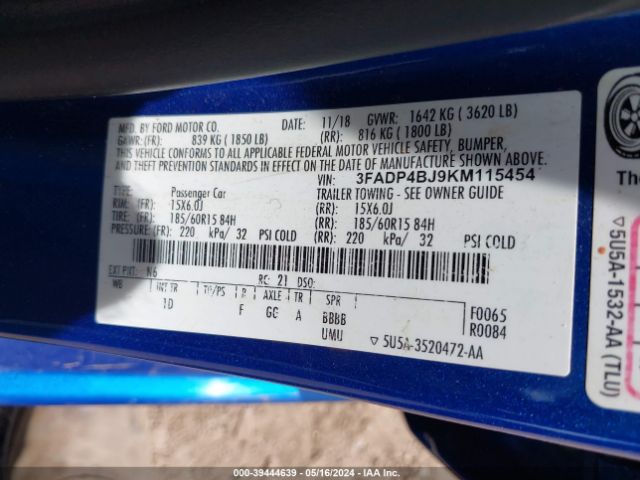 MFD. BY FORD MOTOR CO. DATE: 11/18 GVWR: 1642 KG ( 3620 LB)
GAWR: (FR): 839 KG ( 1850 LB) (RR): 816 KG ( 1800 LB)
THIS VEHICLE CONFORMS TO ALL APPLICABLE FEDERAL MOTOR VEHICLE SAFETY, BUMPER,
AND THEFT PREVENTION STANDARDS IN EFFECT ON THE DATE OF MANUFACTURE SHOWN ABOVE.
VIN: 3FADP4BJ9KM115454
TYPE: Passenger Car TRAILER TOWING - SEE OWNER GUIDE
RIM: (FR): 15X6.0J (RR): 15X6.0J
TIRE: (FR): 185/60R15 84H (RR): 185/60R15 84H
PRESSURE: (FR): 220 kPa/ 32 PSI COLD (RR): 220 kPa/ 32 PSI COLD
EXT PNT: N6 RC: 21 DSO:
WB INT TR TP/PS R AXLE TR SPR
1D F GC A BBBB
UMU
F0065
R0084
▽ 5U5A-3520472-AA
▽ 5U5A-1532-AA (TLU)
The
© IAA
IAA-39444639 - 05/16/2024 - IAAI.COM